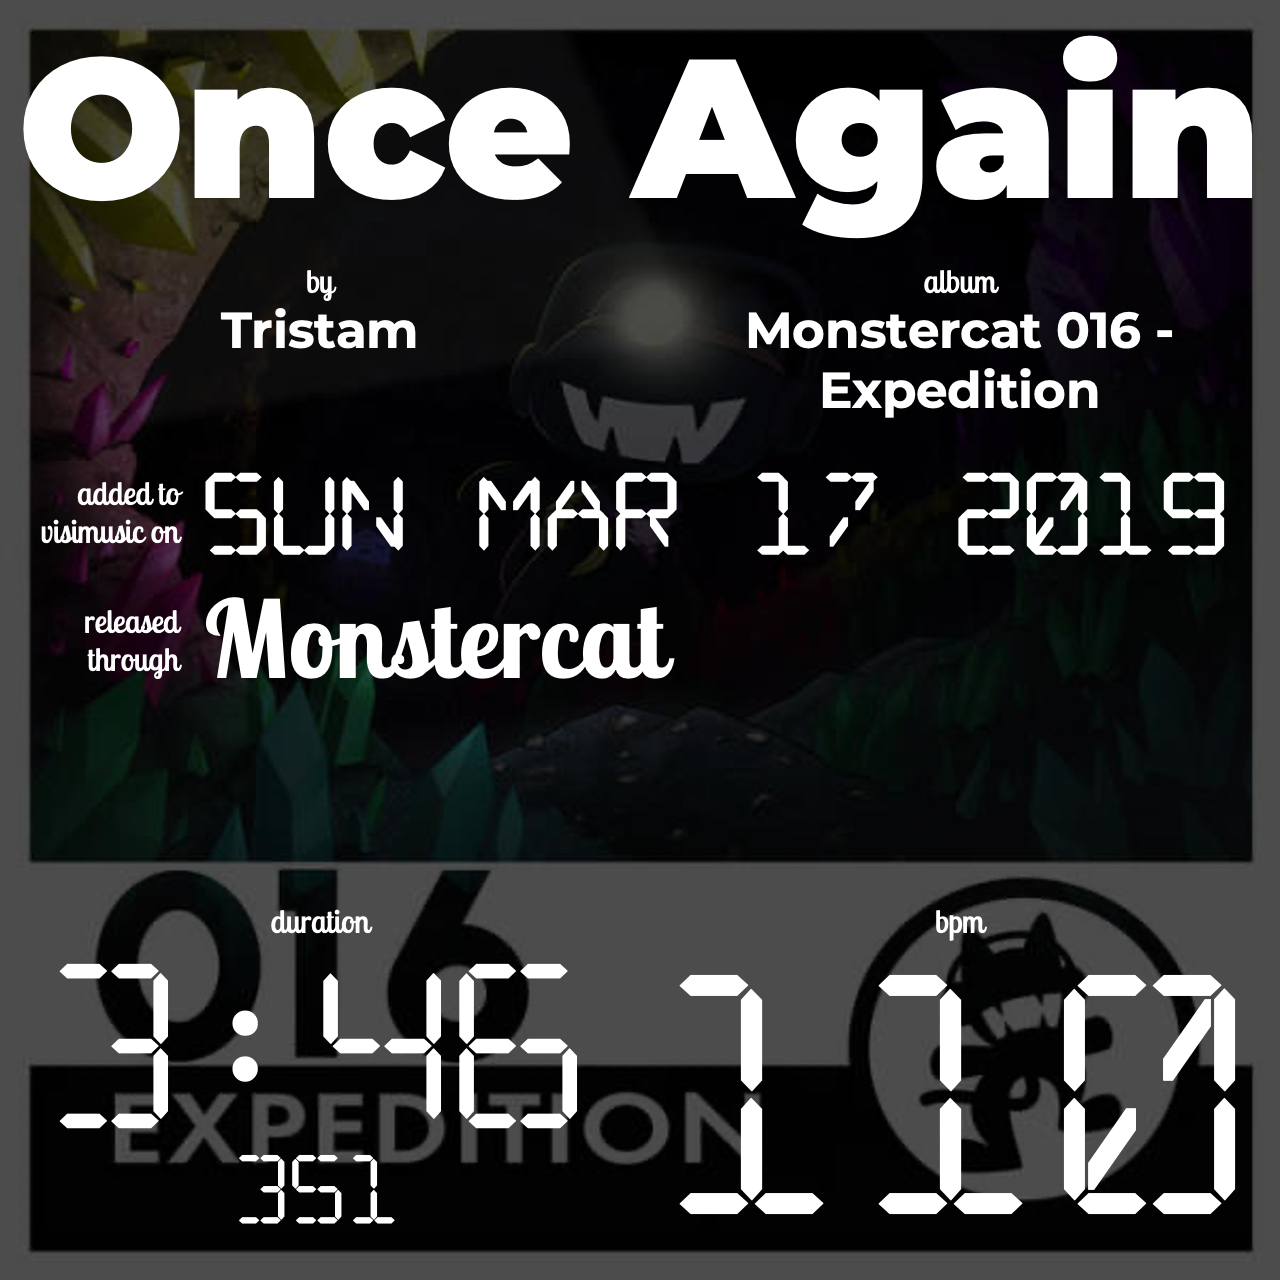 Once Again
by
Tristam
album
Monstercat 016 -
Expedition
added to
visimusic on
SUN MAR 17 2019
released
through
Monstercat
016
duration
bpm
3:46
110
EXPEDITION
351